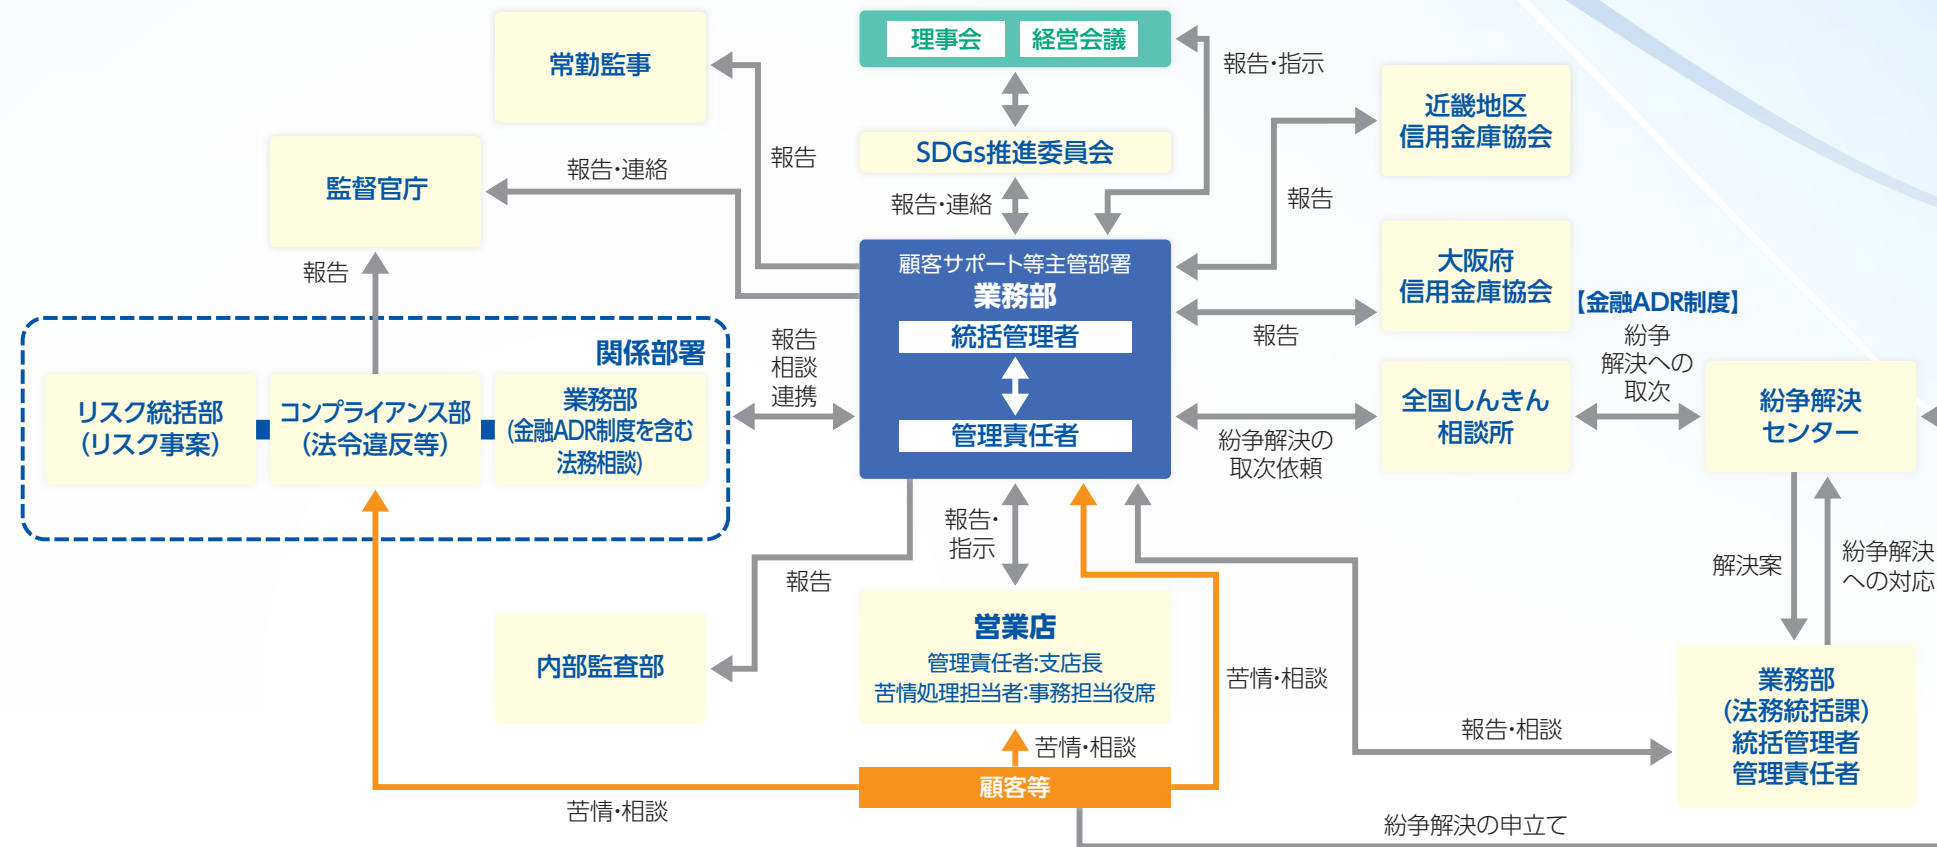 理事会
経営会議
常勤監事
報告・指示
近畿地区
信用金庫協会
SDGs推進委員会
報告
監督官庁
報告・連絡
報告・連絡
報告
顧客サポート等主管部署
業務部
統括管理者
管理責任者
大阪府
信用金庫協会
報告
【金融ADR制度】
紛争
解決への
取次
報告
関係部署
報告
相談
連携
リスク統括部
(リスク事案)
コンプライアンス部
(法令違反等)
業務部
(金融ADR制度を含む
法務相談)
全国しんきん
相談所
紛争解決の
取次依頼
紛争解決
センター
報告・
指示
解決案
紛争解決
への対応
報告
内部監査部
営業店
管理責任者:支店長
苦情処理担当者:事務担当役席
苦情・相談
苦情・相談
報告・相談
業務部
(法務統括課)
統括管理者
管理責任者
顧客等
苦情・相談
紛争解決の申立て